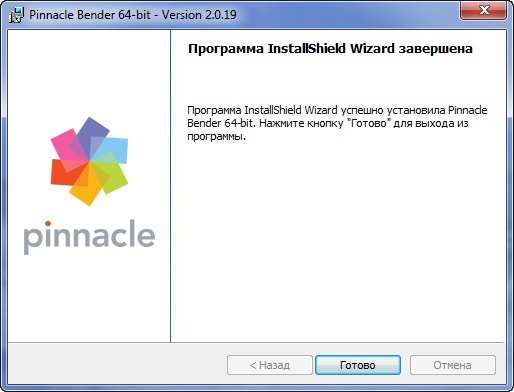 Pinnacle Bender 64-bit - Version 2.0.19
Программа InstallShield Wizard завершена
Программа InstallShield Wizard успешно установила Pinnacle
Bender 64-bit. Нажмите кнопку "Готово" для выхода из
программы.
pinnacle
< Назад
Готово
Отмена